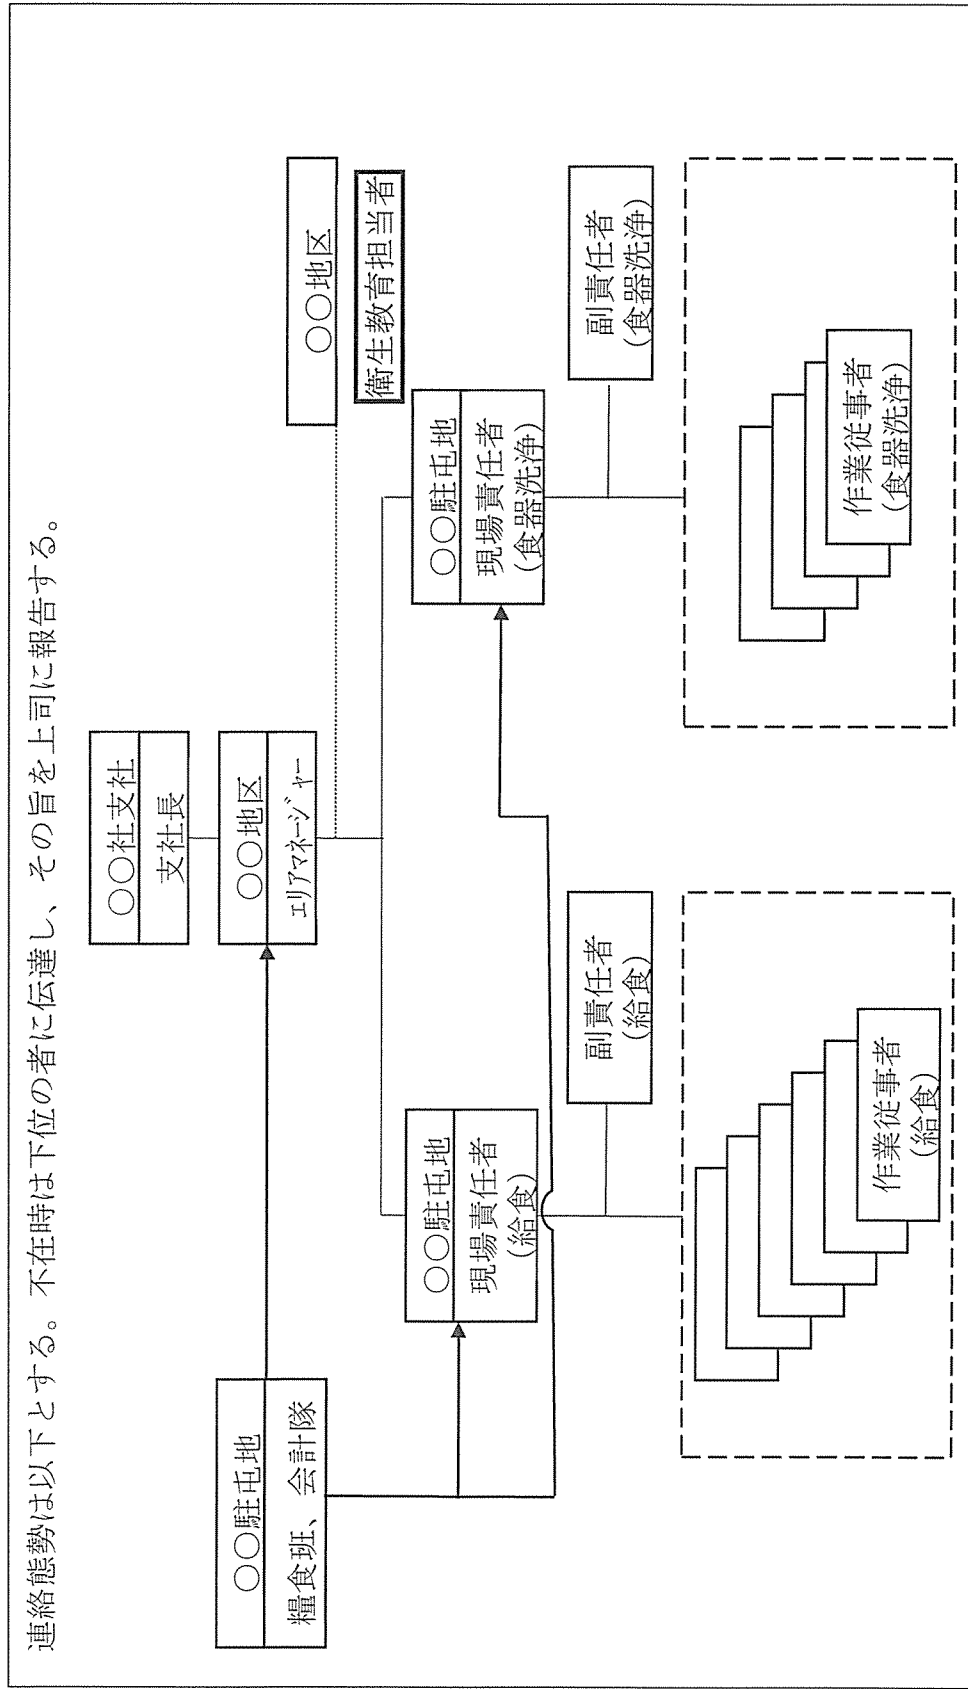 連絡態勢は以下とする。不在時は下位の者に伝達し、その旨を上司に報告する。
〇〇社支社
支社長
〇〇駐屯地
糧食班、会計隊
〇〇地区
エリアマネージャー
〇〇地区
衛生教育担当者
〇〇駐屯地
現場責任者
(給食)
〇〇駐屯地
現場責任者
(食器洗浄)
副責任者
(給食)
副責任者
(食器洗浄)
作業従事者
(給食)
作業従事者
(食器洗浄)